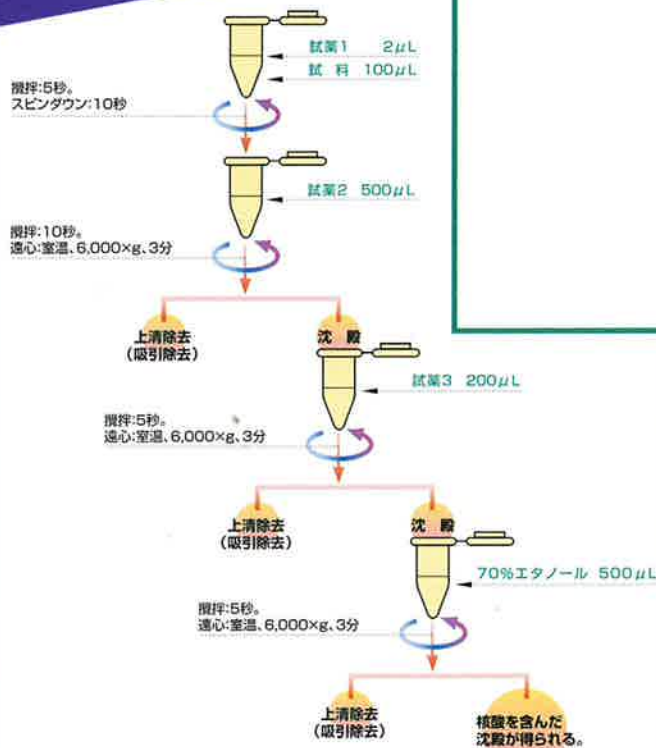 試薬1 2μL
試 料 100μL
攪拌:5秒。
スピンダウン:10秒
試薬2 500μL
攪拌:10秒。
遠心:室温、6,000×g、3分
上清除去
(吸引除去)
沈 殿
試薬3 200μL
攪拌:5秒。
遠心:室温、6,000×g、3分
上清除去
(吸引除去)
沈 殿
70%エタノール 500μL
攪拌:5秒。
遠心:室温、6,000×g、3分
上清除去
(吸引除去)
核酸を含んだ
沈殿が得られる。